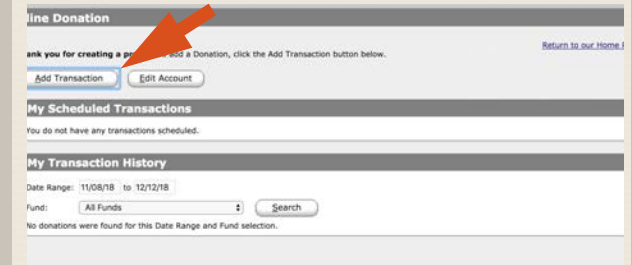 line Donation
Return to our Home
ank you for creating a pr add a Donation, click the Add Transaction button below.
Add Transaction Edit Account
My Scheduled Transactions
You do not have any transactions scheduled.
My Transaction History
Date Range: 11/08/18 to 12/12/18
Fund: All Funds Search
No donations were found for this Date Range and Fund selection.